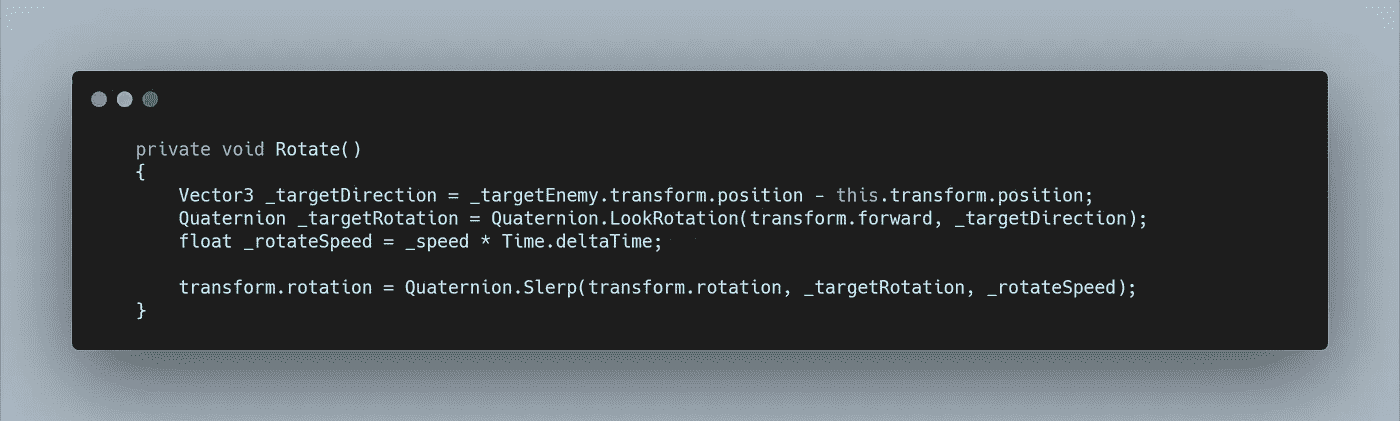 private void Rotate()
{
Vector3 _targetDirection = _targetEnemy.transform.position - this.transform.position;
Quaternion _targetRotation = Quaternion.LookRotation(transform.forward, _targetDirection);
float _rotateSpeed = _speed * Time.deltaTime;
transform.rotation = Quaternion.Slerp(transform.rotation, _targetRotation, _rotateSpeed);
}